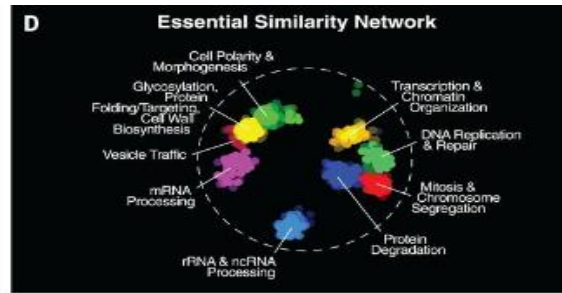 D
Essential Similarity Network
Cell Polarity &
Morphogenesis
Glycosylation,
Protein
Folding/Targeting,
Cell Wall
Biosynthesis
Vesicle Traffic
mRNA
Processing
rRNA & ncRNA
Processing
Transcription &
Chromatin
Organization
DNA Replication
& Repair
Mitosis &
Chromosome
Segregation
Protein
Degradation